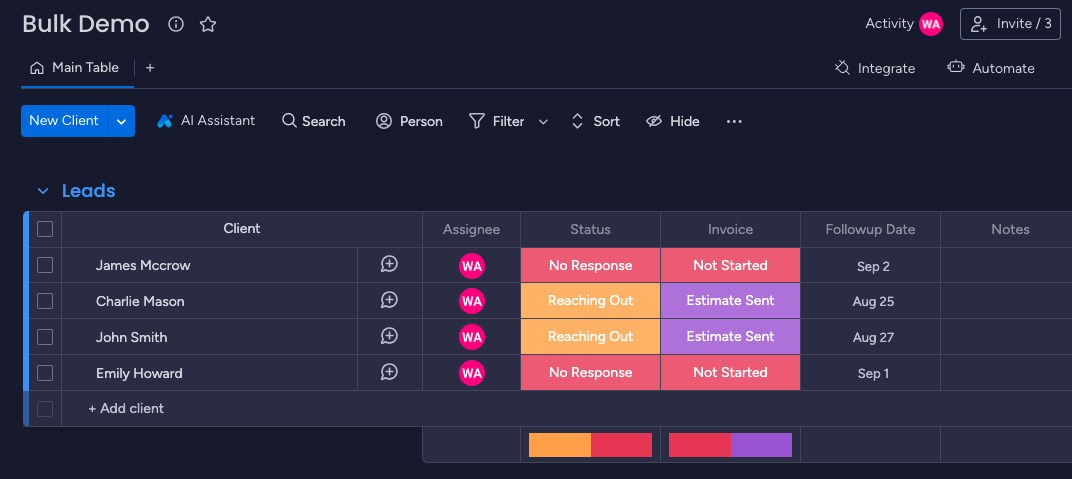 Bulk Demo
Activity WA Invite / 3
Main Table + Integrate Automate
New Client AI Assistant Search Person Filter Sort Hide ...
Leads
Client Assignee Status Invoice Followup Date Notes
James Mccrow WA No Response Not Started Sep 2
Charlie Mason WA Reaching Out Estimate Sent Aug 25
John Smith WA Reaching Out Estimate Sent Aug 27
Emily Howard WA No Response Not Started Sep 1
+ Add client